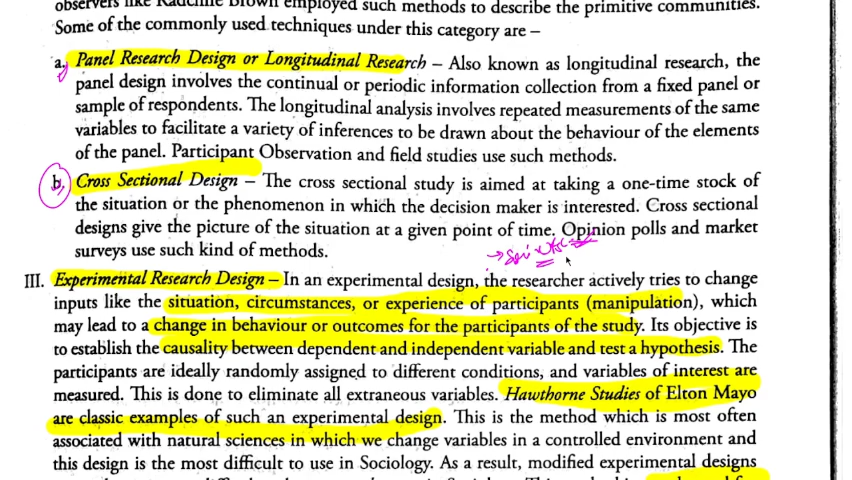 observers like Radcliffe Brown employed such methods to describe the primitive communities.
Some of the commonly used techniques under this category are –
a. Panel Research Design or Longitudinal Research – Also known as longitudinal research, the
panel design involves the continual or periodic information collection from a fixed panel or
sample of respondents. The longitudinal analysis involves repeated measurements of the same
variables to facilitate a variety of inferences to be drawn about the behaviour of the elements
of the panel. Participant Observation and field studies use such methods.
b. Cross Sectional Design – The cross sectional study is aimed at taking a one-time stock of
the situation or the phenomenon in which the decision maker is interested. Cross sectional
designs give the picture of the situation at a given point of time. Opinion polls and market
surveys use such kind of methods.
III. Experimental Research Design – In an experimental design, the researcher actively tries to change
inputs like the situation, circumstances, or experience of participants (manipulation), which
may lead to a change in behaviour or outcomes for the participants of the study. Its objective is
to establish the causality between dependent and independent variable and test a hypothesis. The
participants are ideally randomly assigned to different conditions, and variables of interest are
measured. This is done to eliminate all extraneous variables. Hawthorne Studies of Elton Mayo
are classic examples of such an experimental design. This is the method which is most often
associated with natural sciences in which we change variables in a controlled environment and
this design is the most difficult to use in Sociology. As a result, modified experimental designs